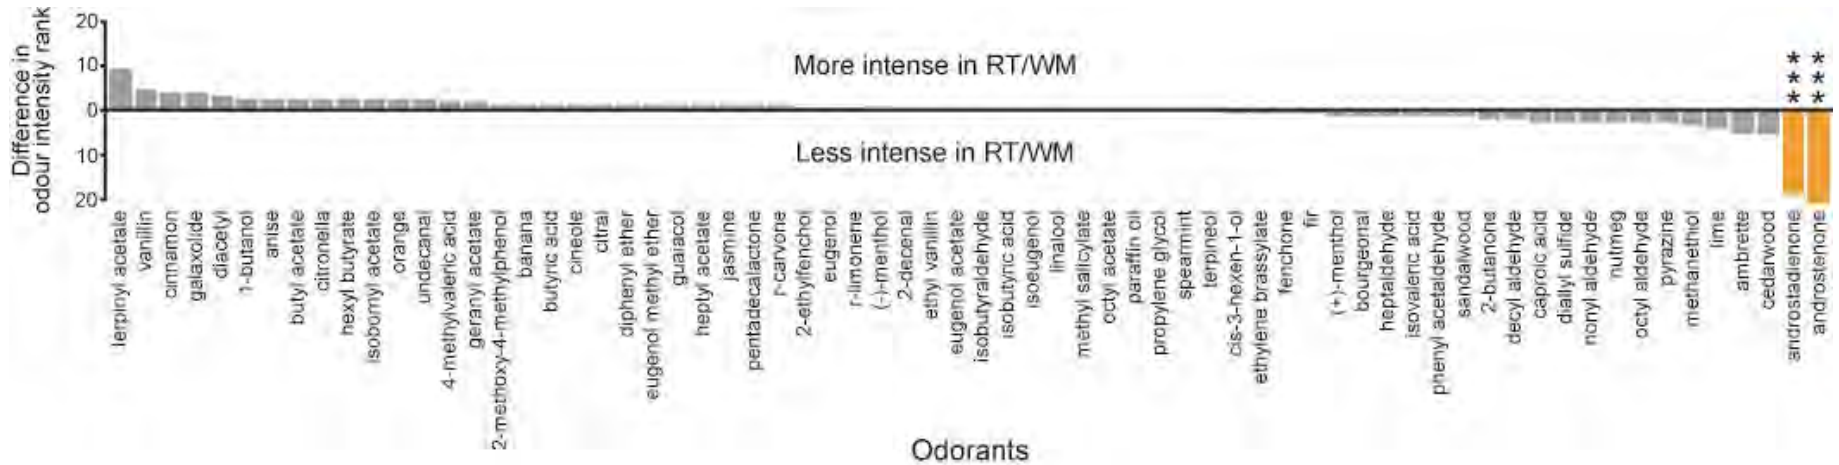 Difference in
odour intensity rank
20
10
0
10
20
More intense in RT/WM
Less intense in RT/WM
* * *
* * *
terpinyl acetate
vanillin
cinnamon
galaxolide
diacetyl
1-butanol
anise
butyl acetate
citronella
hexyl butyrate
isobornyl acetate
orange
undecanal
4-methylvaleric acid
geranyl acetate
2-methoxy-4-methylphenol
banana
butyric acid
cineole
citral
diphenyl ether
eugenol methyl ether
guaiacol
heptyl acetate
jasmine
pentadecalactone
r-carvone
2-ethylfenchol
eugenol
r-limonene
(-)-menthol
2-decenal
ethyl vanillin
eugenol acetate
isobutyraldehyde
isobutyric acid
isoeugenol
linalool
methyl salicylate
octyl acetate
paraffin oil
propylene glycol
spearmint
terpineol
cis-3-hexen-1-ol
ethylene brassylate
fenchone
fir
(+)-menthol
bourgeonal
heptaldehyde
isovaleric acid
phenyl acetaldehyde
sandalwood
2-butanone
decyl aldehyde
caproic acid
diallyl sulfide
nonyl aldehyde
nutmeg
octyl aldehyde
pyrazine
methanethiol
lime
ambrette
cedarwood
androstadienone
androstenone
Odorants